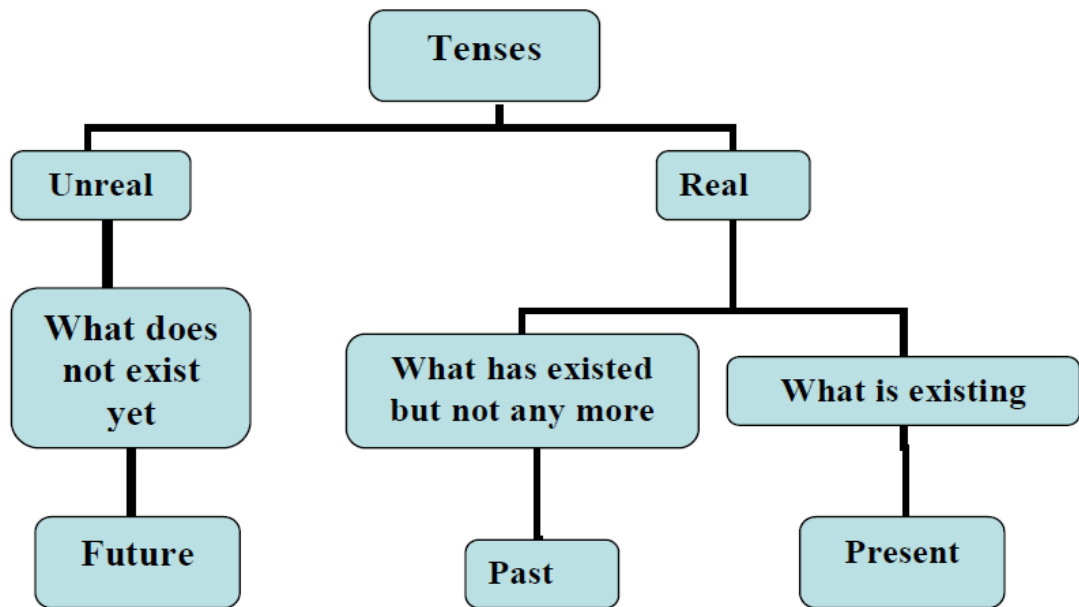 Tenses
Unreal
Real
What does
not exist
yet
What has existed
but not any more
What is existing
Future
Past
Present